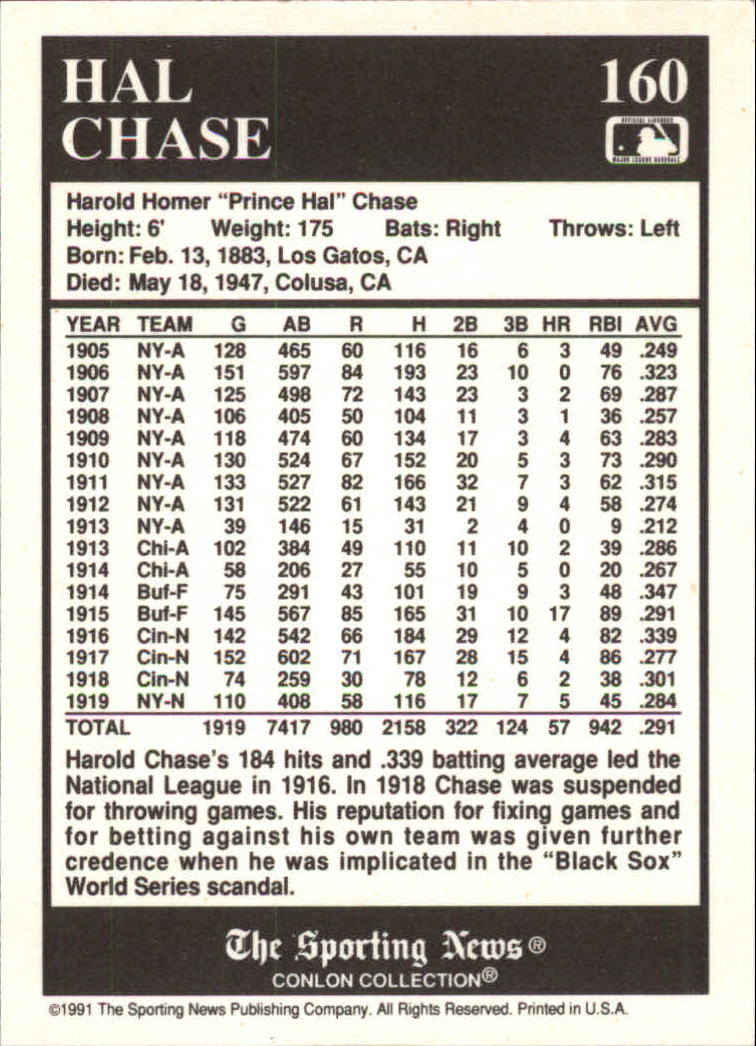 HAL 160
CHASE
OFFICIAL LICENSEE
MAJOR LEAGUE BASEBALL
Harold Homer "Prince Hal" Chase
Height: 6' Weight: 175 Bats: Right Throws: Left
Born: Feb. 13, 1883, Los Gatos, CA
Died: May 18, 1947, Colusa, CA
YEAR TEAM G AB R H 2B 3B HR RBI AVG
1905 NY-A 128 465 60 116 16 6 3 49 .249
1906 NY-A 151 597 84 193 23 10 0 76 .323
1907 NY-A 125 498 72 143 23 3 2 69 .287
1908 NY-A 106 405 50 104 11 3 1 36 .257
1909 NY-A 118 474 60 134 17 3 4 63 .283
1910 NY-A 130 524 67 152 20 5 3 73 .290
1911 NY-A 133 527 82 166 32 7 3 62 .315
1912 NY-A 131 522 61 143 21 9 4 58 .274
1913 NY-A 39 146 15 31 2 4 0 9 .212
1913 Chi-A 102 384 49 110 11 10 2 39 .286
1914 Chi-A 58 206 27 55 10 5 0 20 .267
1914 Buf-F 75 291 43 101 19 9 3 48 .347
1915 Buf-F 145 567 85 165 31 10 17 89 .291
1916 Cin-N 142 542 66 184 29 12 4 82 .339
1917 Cin-N 152 602 71 167 28 15 4 86 .277
1918 Cin-N 74 259 30 78 12 6 2 38 .301
1919 NY-N 110 408 58 116 17 7 5 45 .284
TOTAL 1919 7417 980 2158 322 124 57 942 .291
Harold Chase's 184 hits and .339 batting average led the
National League in 1916. In 1918 Chase was suspended
for throwing games. His reputation for fixing games and
for betting against his own team was given further
credence when he was implicated in the "Black Sox"
World Series scandal.
The Sporting News®
CONLON COLLECTION®
©1991 The Sporting News Publishing Company. All Rights Reserved. Printed in U.S.A.